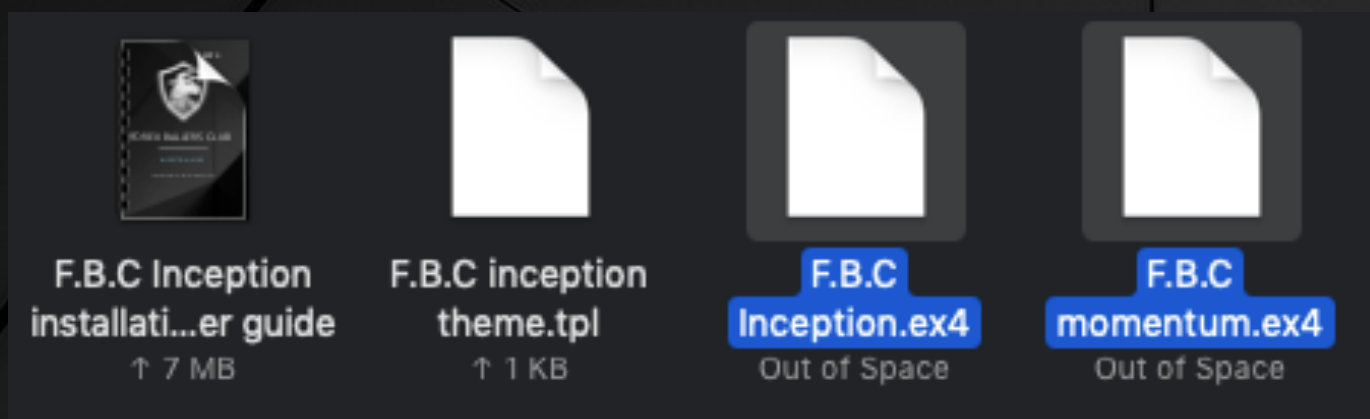 F.B.C Inception
installati...er guide
↑ 7 MB
F.B.C inception
theme.tpl
↑ 1 KB
F.B.C
Inception.ex4
Out of Space
F.B.C
momentum.ex4
Out of Space